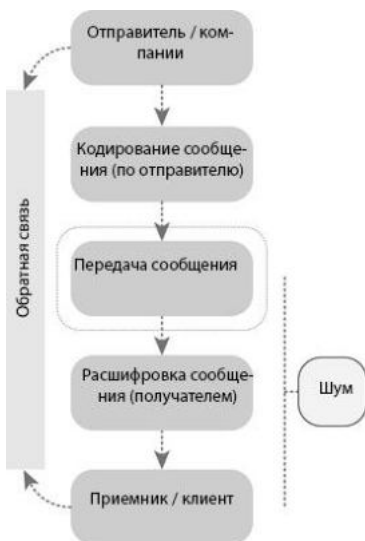 Отправитель / ком-
пании
Кодирование сообще-
ния (по отправителю)
Передача сообщения
Обратная связь
Расшифровка сообще-
ния (получателем)
Шум
Приемник / клиент